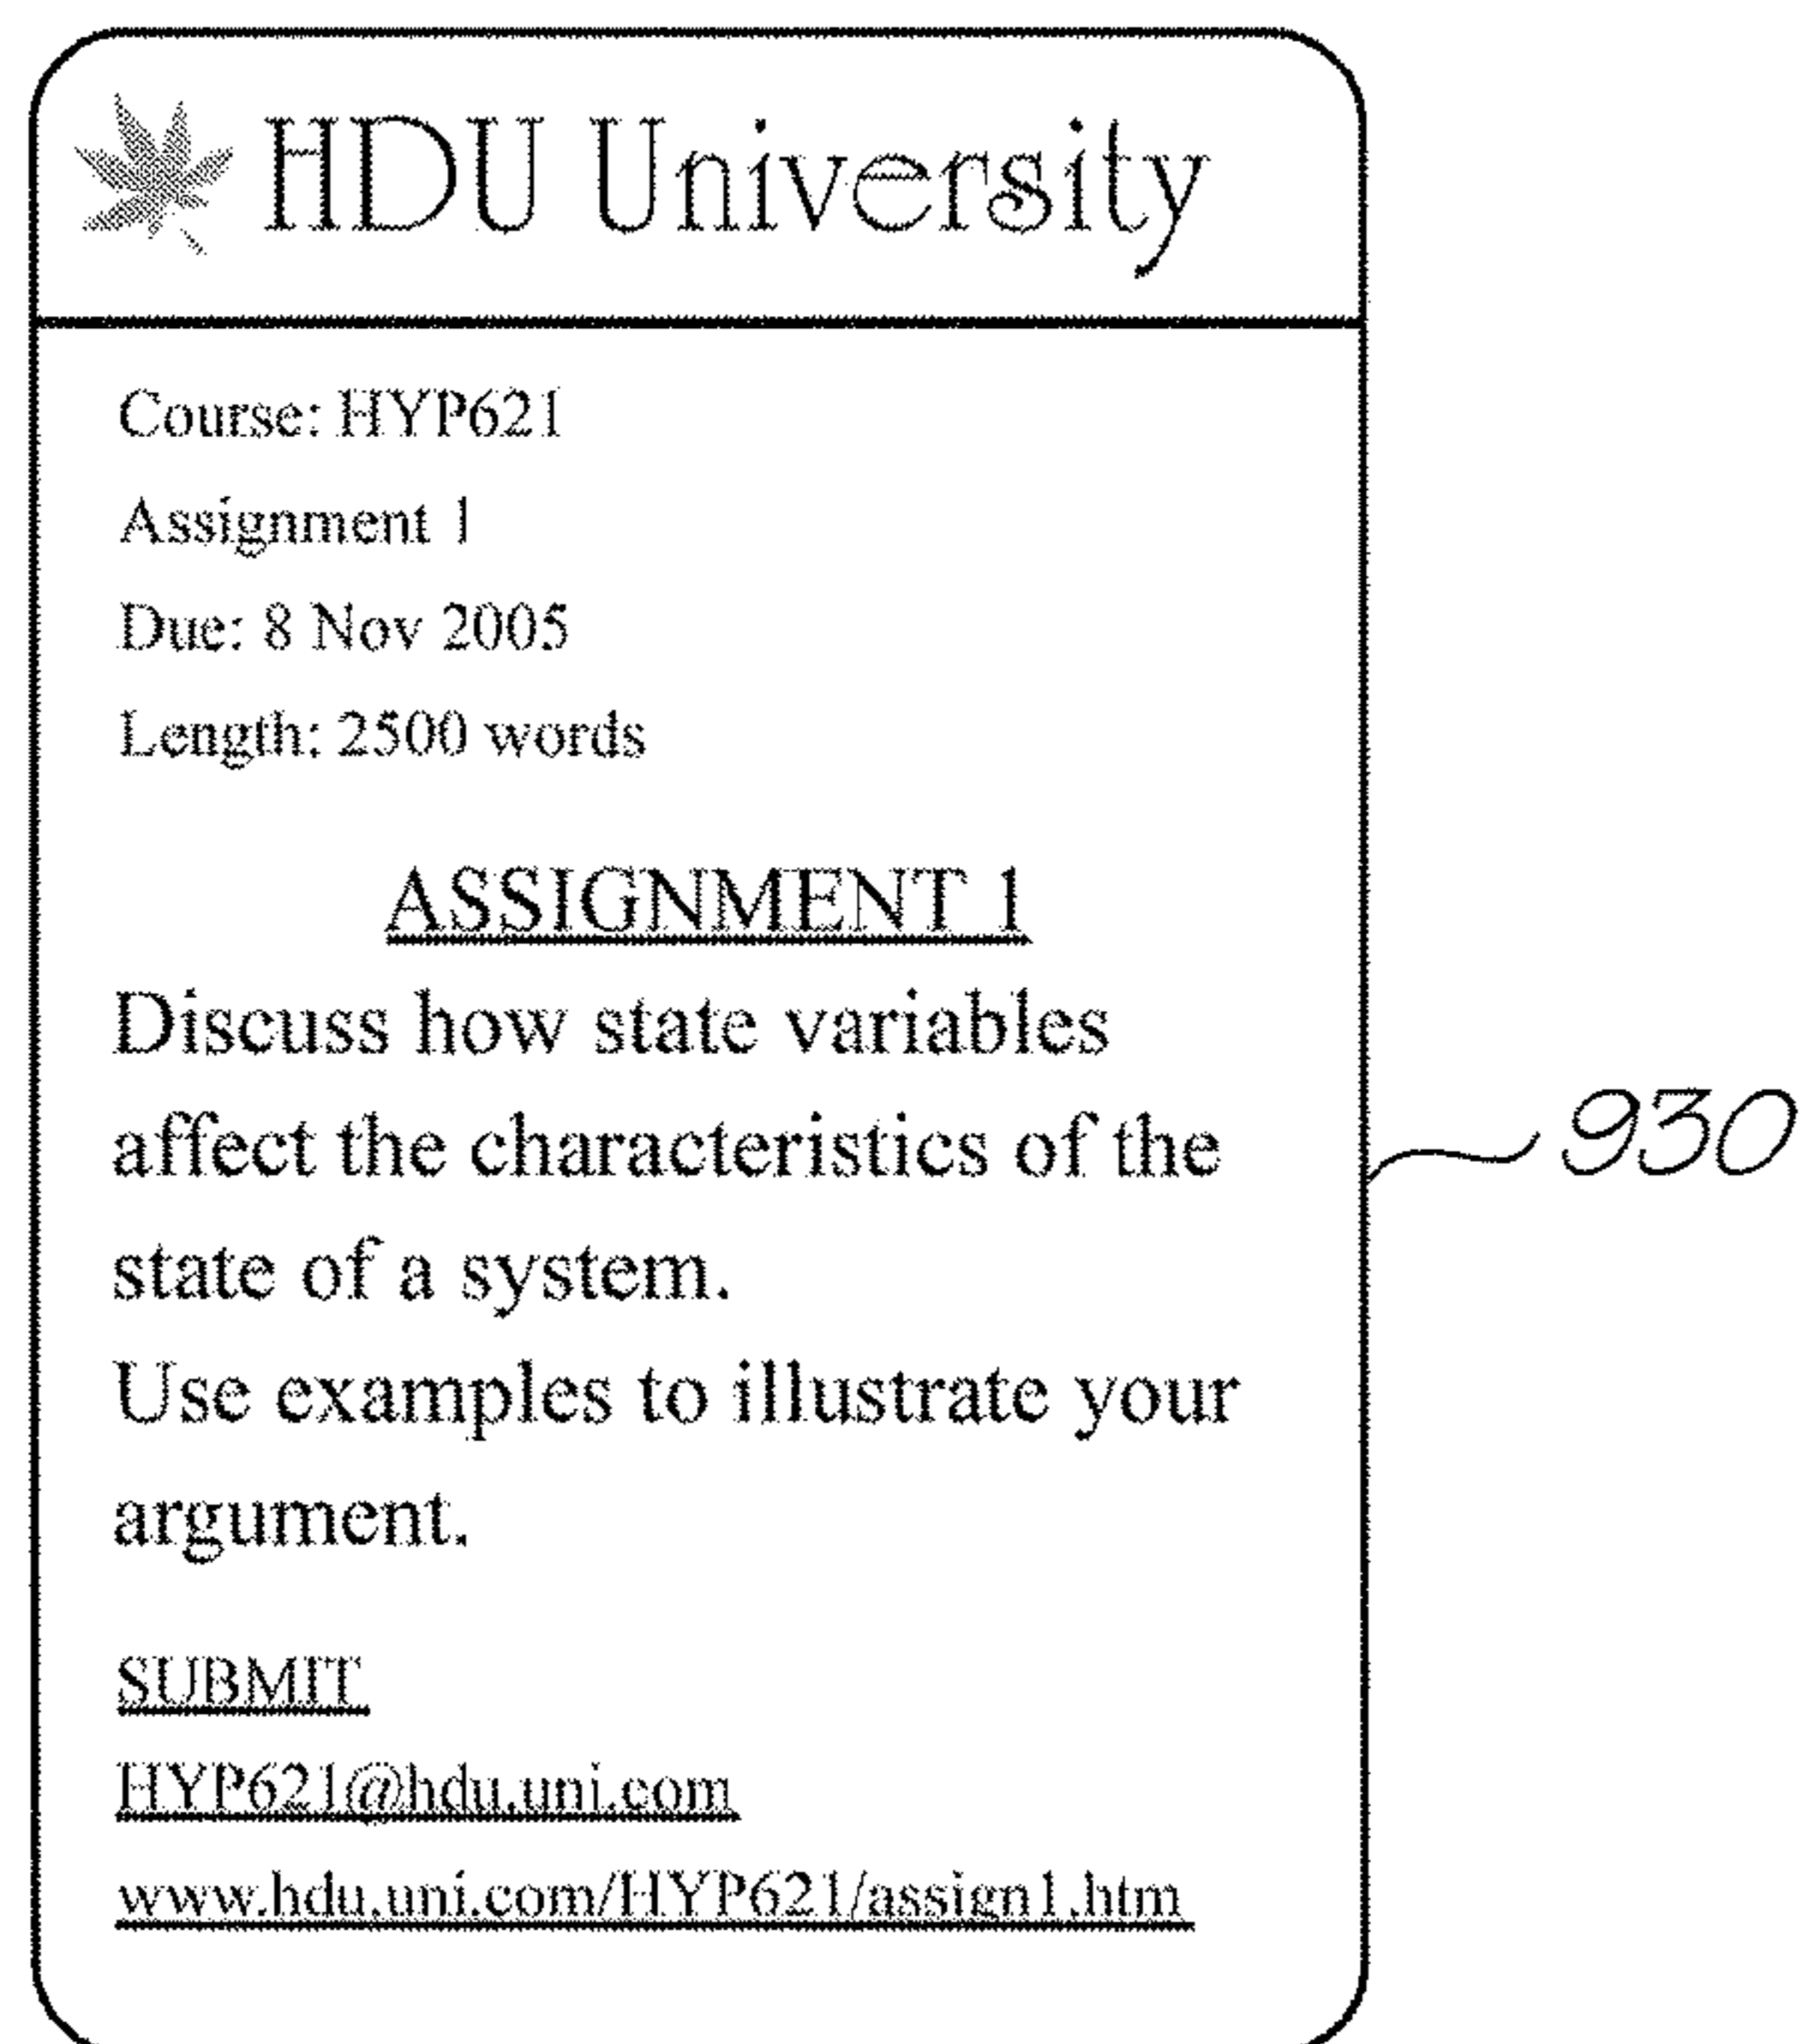 HDU University
Course: HYP621
Assignment 1
Due: 8 Nov 2005
Length: 2500 words
ASSIGNMENT 1
Discuss how state variables
affect the characteristics of the
state of a system.
Use examples to illustrate your
argument.
930
SUBMIT
HYP621@hdu.uni.com
www.hdu.uni.com/HYP621/assign1.htm